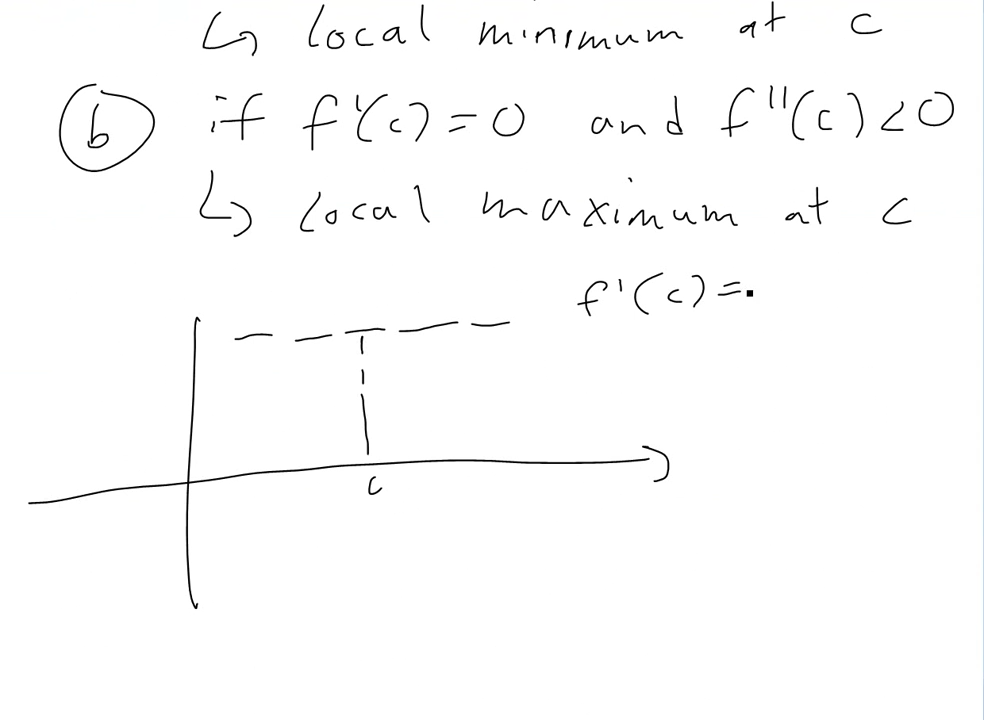 ↳ local minimum at c
ⓑ if f'(c) = 0 and f''(c) < 0
↳ local maximum at c
f'(c) =
c